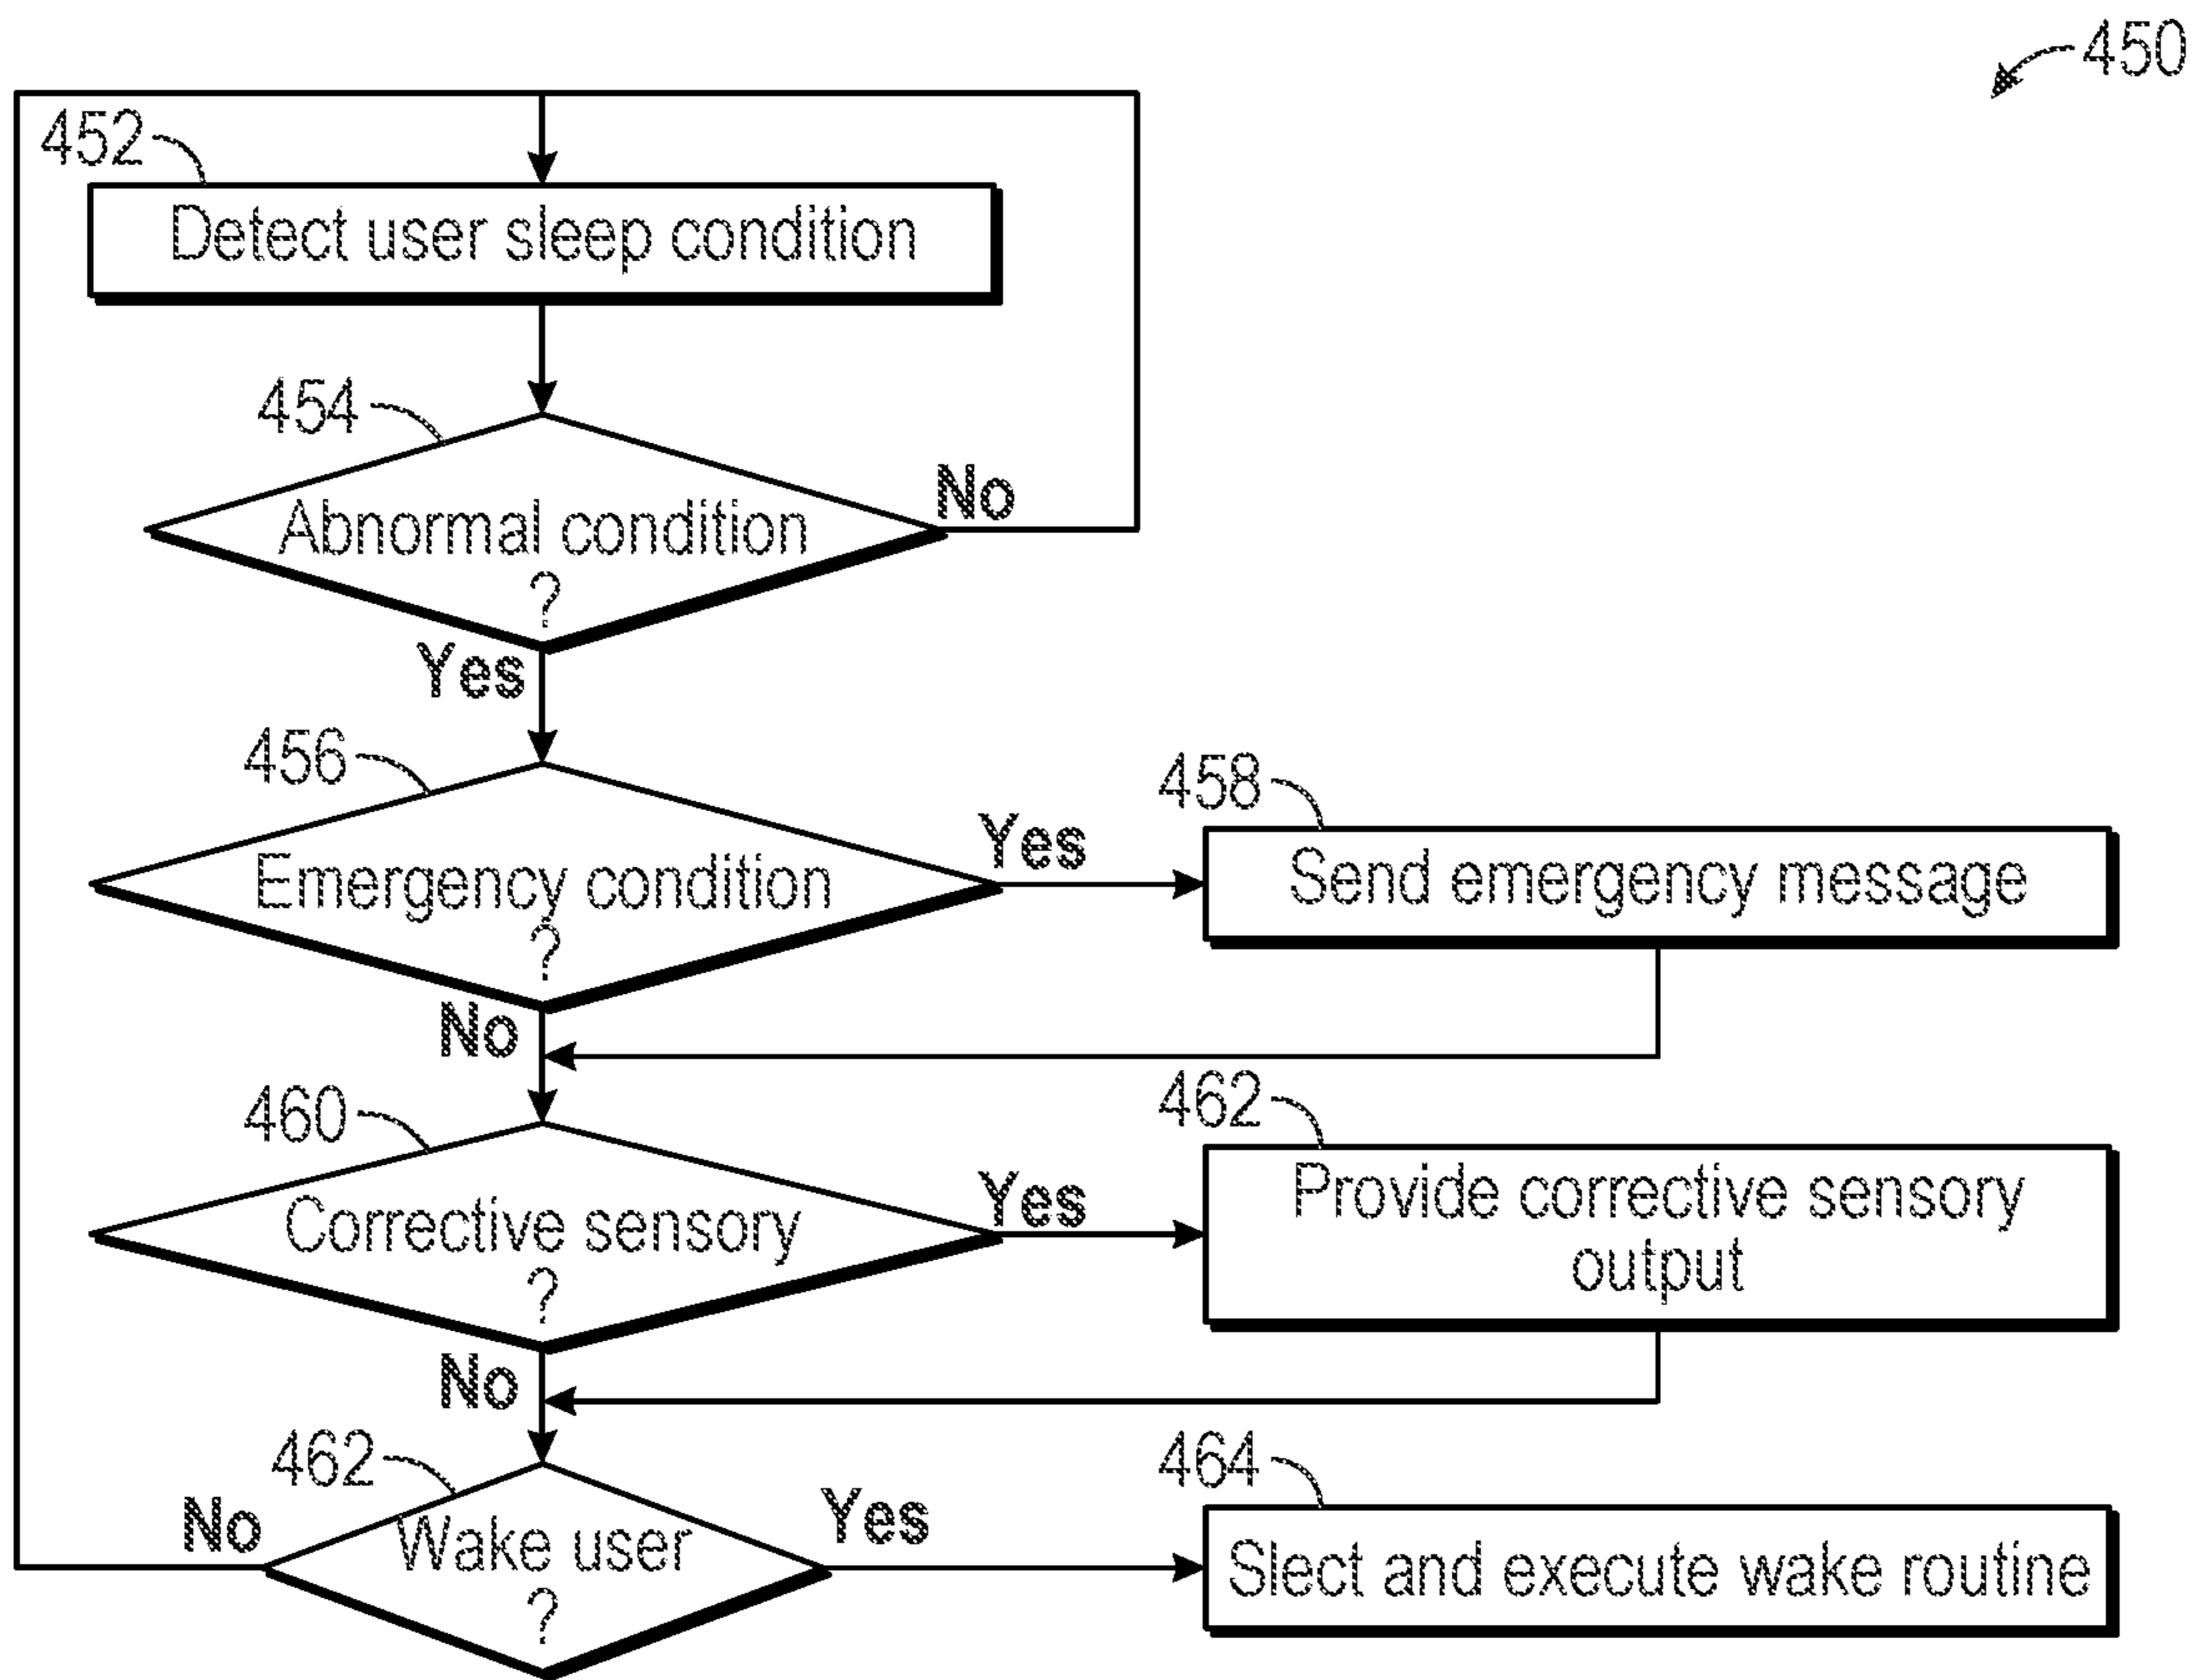 450
452
Detect user sleep condition
454
Abnormal condition
?
No
Yes
456
Emergency condition
?
Yes
458
Send emergency message
No
460
Corrective sensory
?
Yes
462
Provide corrective sensory
output
No
462
Wake user
?
No
Yes
464
Slect and execute wake routine